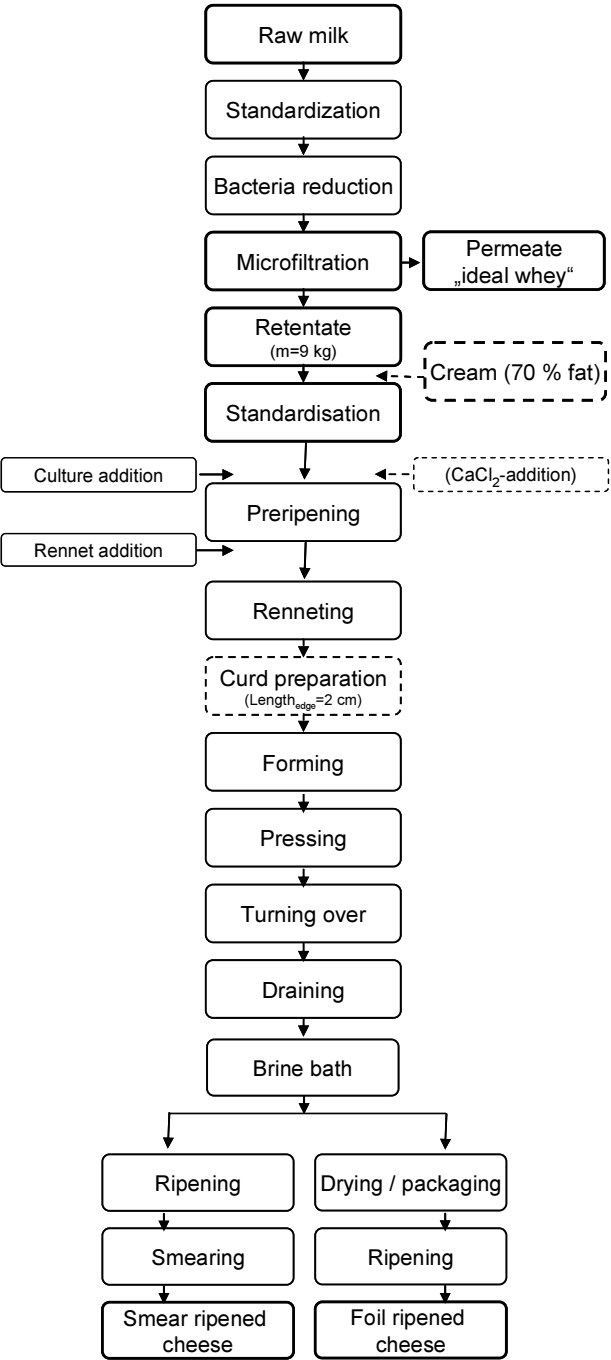 Raw milk
Standardization
Bacteria reduction
Microfiltration
Permeate
„ideal whey“
Retentate
(m=9 kg)
Cream (70 % fat)
Standardisation
Culture addition
(CaCl2-addition)
Preripening
Rennet addition
Renneting
Curd preparation
(Lengthedge=2 cm)
Forming
Pressing
Turning over
Draining
Brine bath
Ripening
Drying / packaging
Smearing
Ripening
Smear ripened
cheese
Foil ripened
cheese